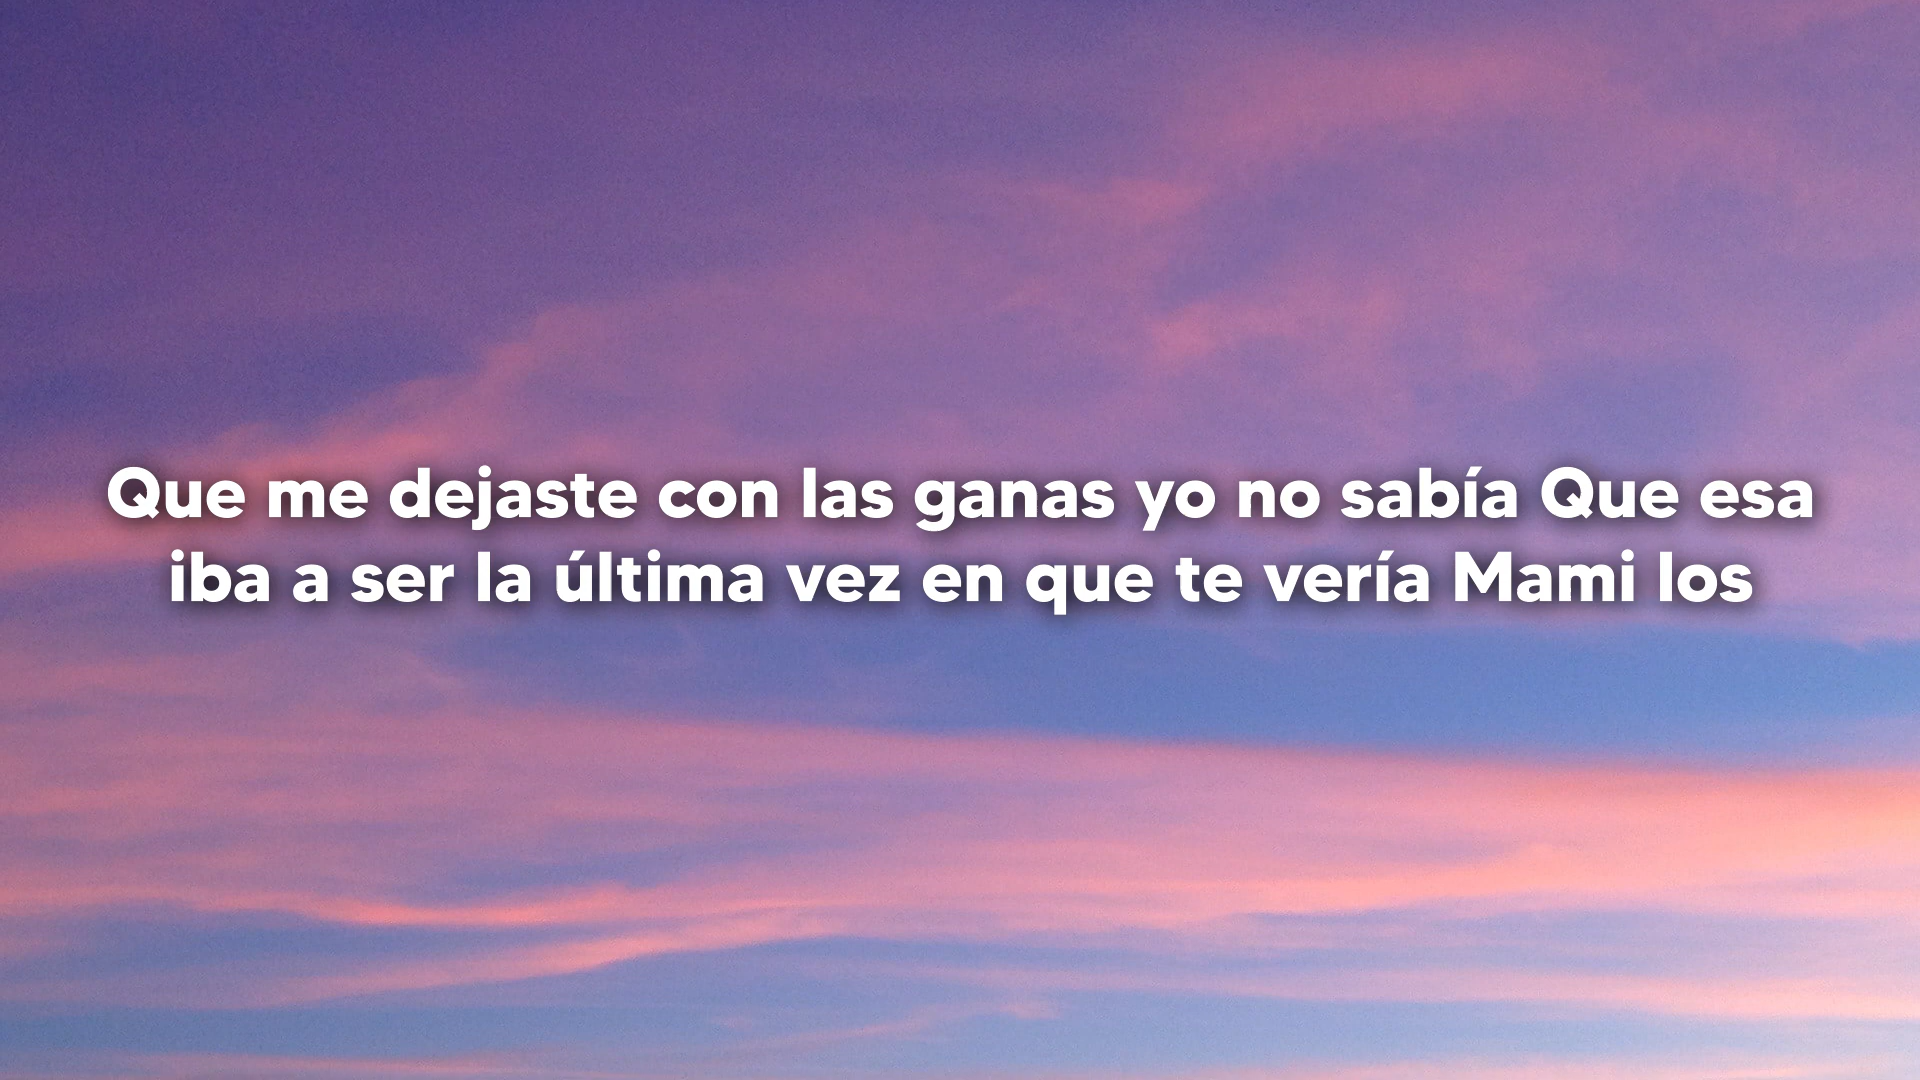 Que me dejaste con las ganas yo no sabía Que esa
iba a ser la última vez en que te vería Mami los